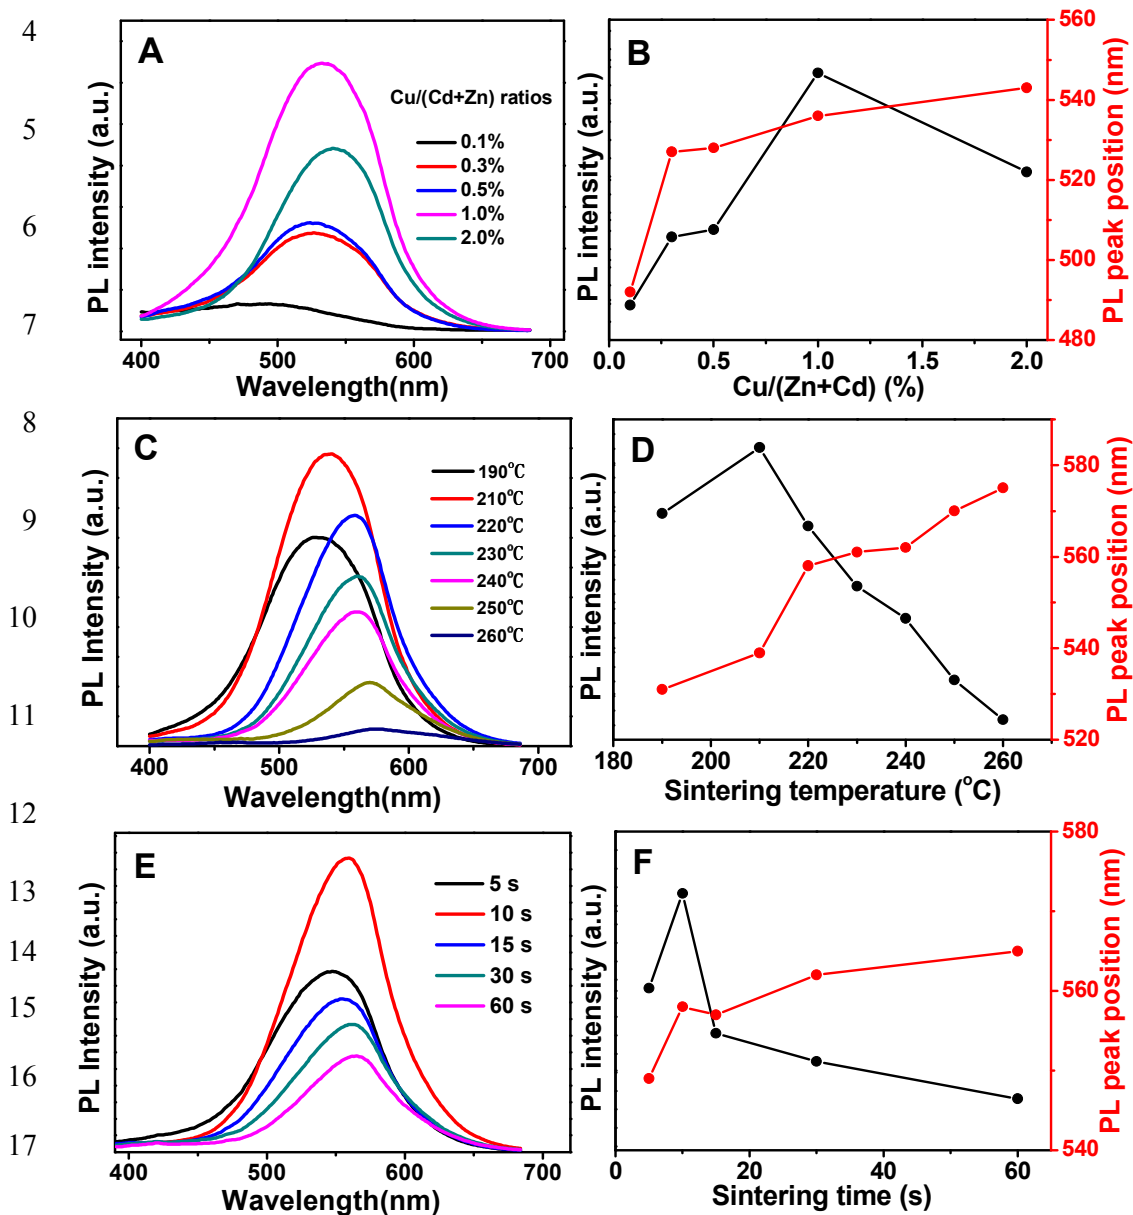 4
5
6
7
8
9
10
11
12
13
14
15
16
17
A
PL intensity (a.u.)
Cu/(Cd+Zn) ratios
0.1%
0.3%
0.5%
1.0%
2.0%
400 500 600 700
Wavelength(nm)
B
PL intensity (a.u.)
0.0 0.5 1.0 1.5 2.0
Cu/(Zn+Cd) (%)
560
540
520
500
480
PL peak position (nm)
C
PL Intensity (a.u.)
190℃
210℃
220℃
230℃
240℃
250℃
260℃
400 500 600 700
Wavelength(nm)
D
PL intensity (a.u.)
180 200 220 240 260
Sintering temperature (°C)
580
560
540
520
PL peak position (nm)
E
PL Intensity (a.u.)
5 s
10 s
15 s
30 s
60 s
400 500 600 700
Wavelength(nm)
F
PL intensity (a.u.)
0 20 40 60
Sintering time (s)
580
560
540
PL peak position (nm)